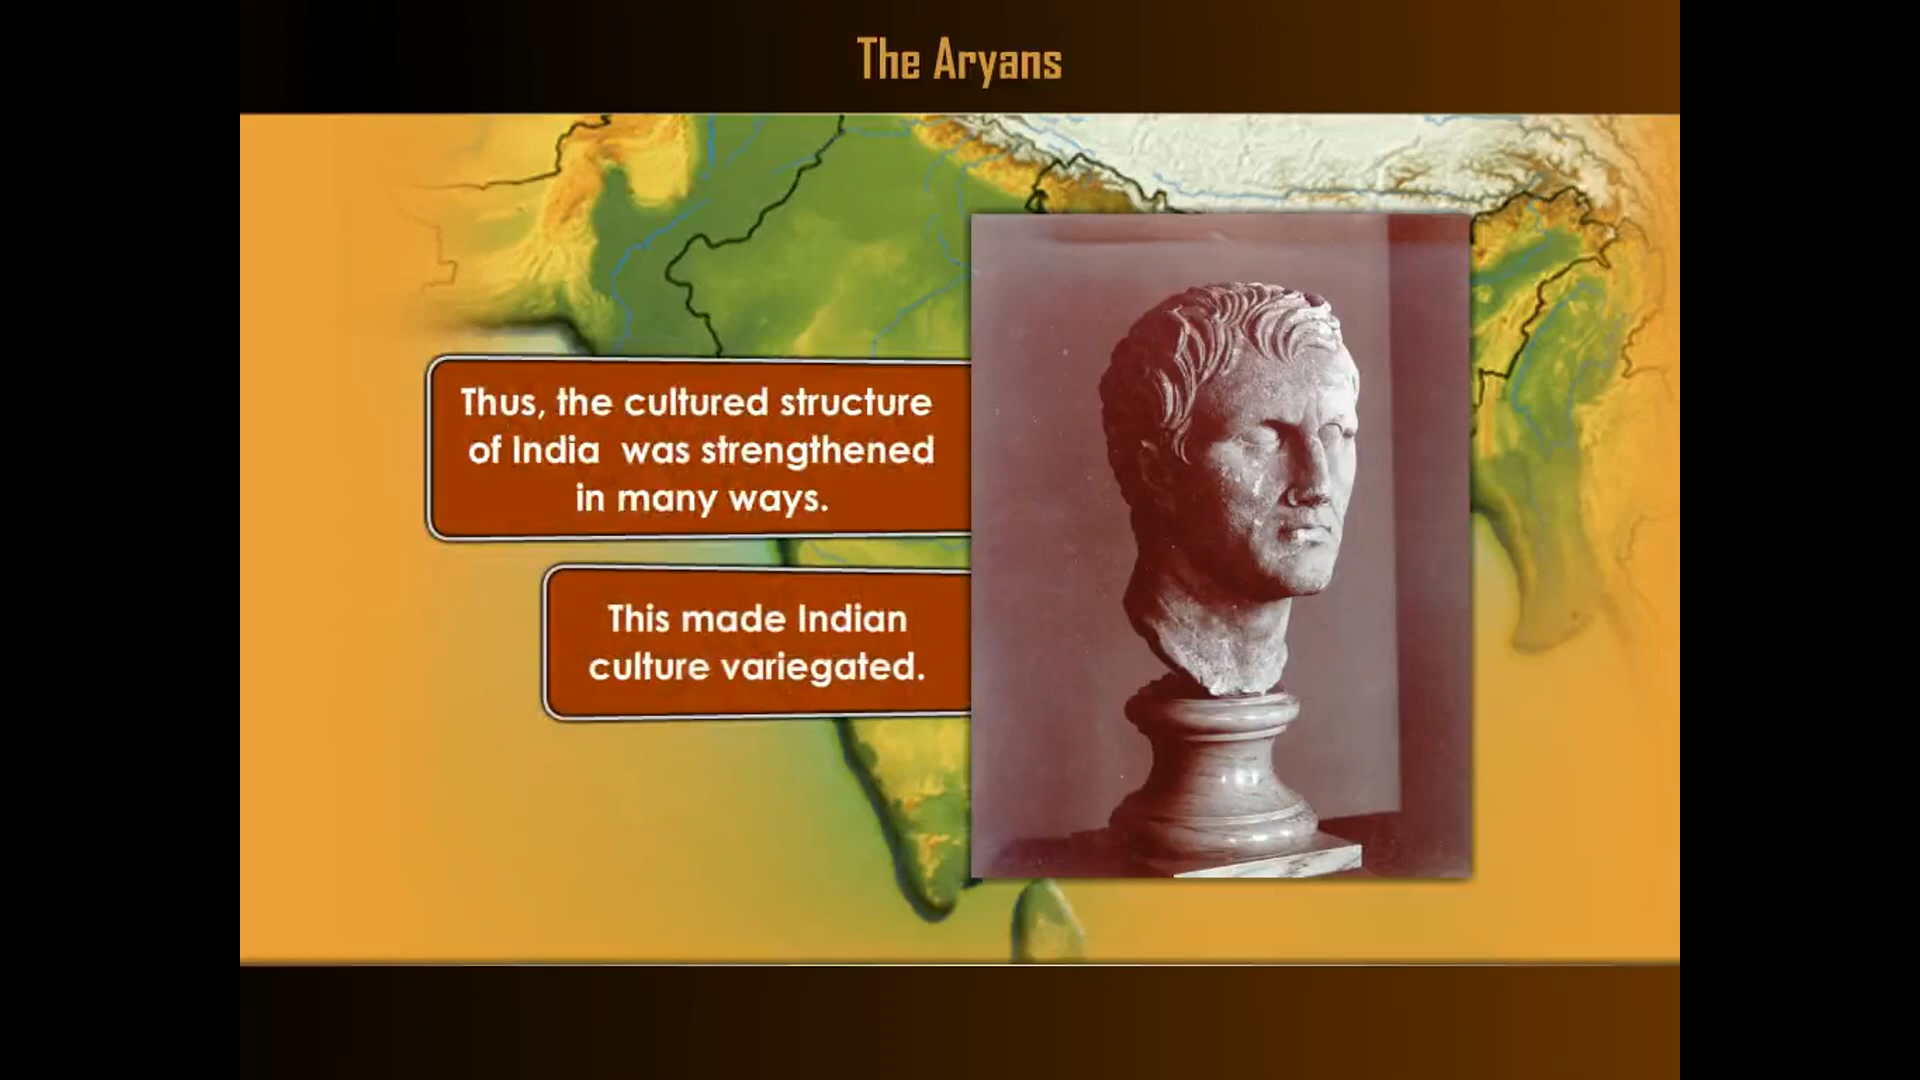 The Aryans
Thus, the cultured structure
of India was strengthened
in many ways.
This made Indian
culture variegated.